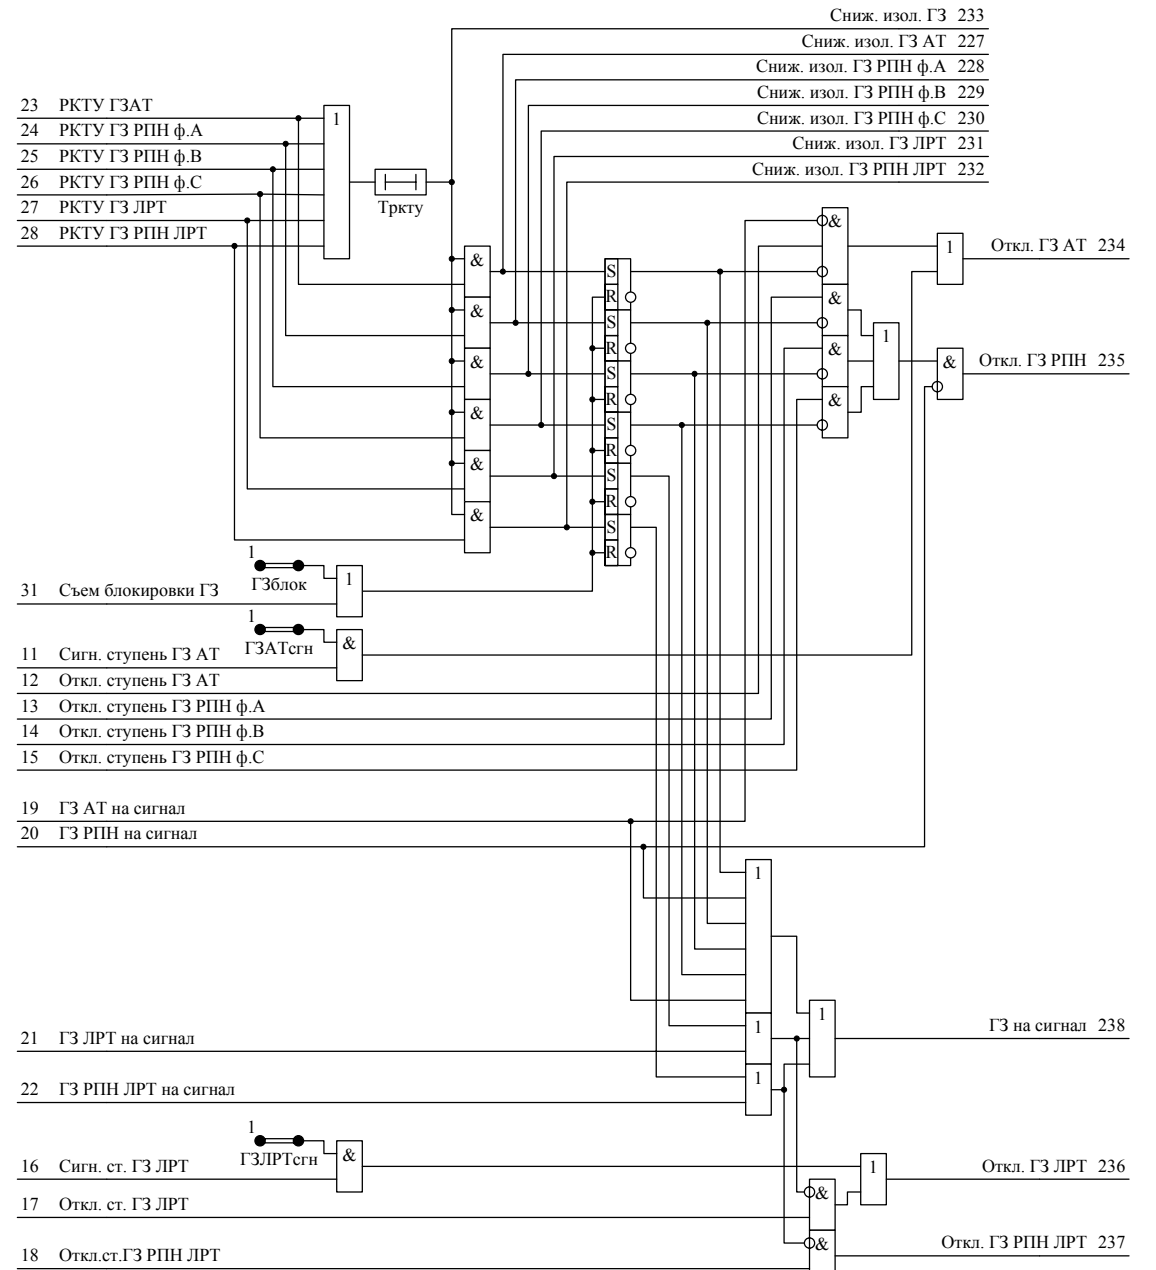 Сниж. изол. ГЗ 233
Сниж. изол. ГЗ АТ 227
Сниж. изол. ГЗ РПН ф.А 228
Сниж. изол. ГЗ РПН ф.В 229
Сниж. изол. ГЗ РПН ф.С 230
Сниж. изол. ГЗ ЛРТ 231
Сниж. изол. ГЗ РПН ЛРТ 232
23 РКТУ ГЗАТ
24 РКТУ ГЗ РПН ф.А
25 РКТУ ГЗ РПН ф.В
26 РКТУ ГЗ РПН ф.С
27 РКТУ ГЗ ЛРТ
28 РКТУ ГЗ РПН ЛРТ
1
Тркту
&
&
&
&
&
&
S
R
S
R
S
R
S
R
S
R
S
R
&
&
&
&
1
1
&
Откл. ГЗ АТ 234
Откл. ГЗ РПН 235
1
ГЗблок
1
31 Съем блокировки ГЗ
1
ГЗАТсгн
&
11 Сигн. ступень ГЗ АТ
12 Откл. ступень ГЗ АТ
13 Откл. ступень ГЗ РПН ф.А
14 Откл. ступень ГЗ РПН ф.В
15 Откл. ступень ГЗ РПН ф.С
19 ГЗ АТ на сигнал
20 ГЗ РПН на сигнал
1
1
1
1
ГЗ на сигнал 238
21 ГЗ ЛРТ на сигнал
22 ГЗ РПН ЛРТ на сигнал
1
ГЗЛРТсгн
&
16 Сигн. ст. ГЗ ЛРТ
17 Откл. ст. ГЗ ЛРТ
18 Откл.ст.ГЗ РПН ЛРТ
1
&
&
Откл. ГЗ ЛРТ 236
Откл. ГЗ РПН ЛРТ 237